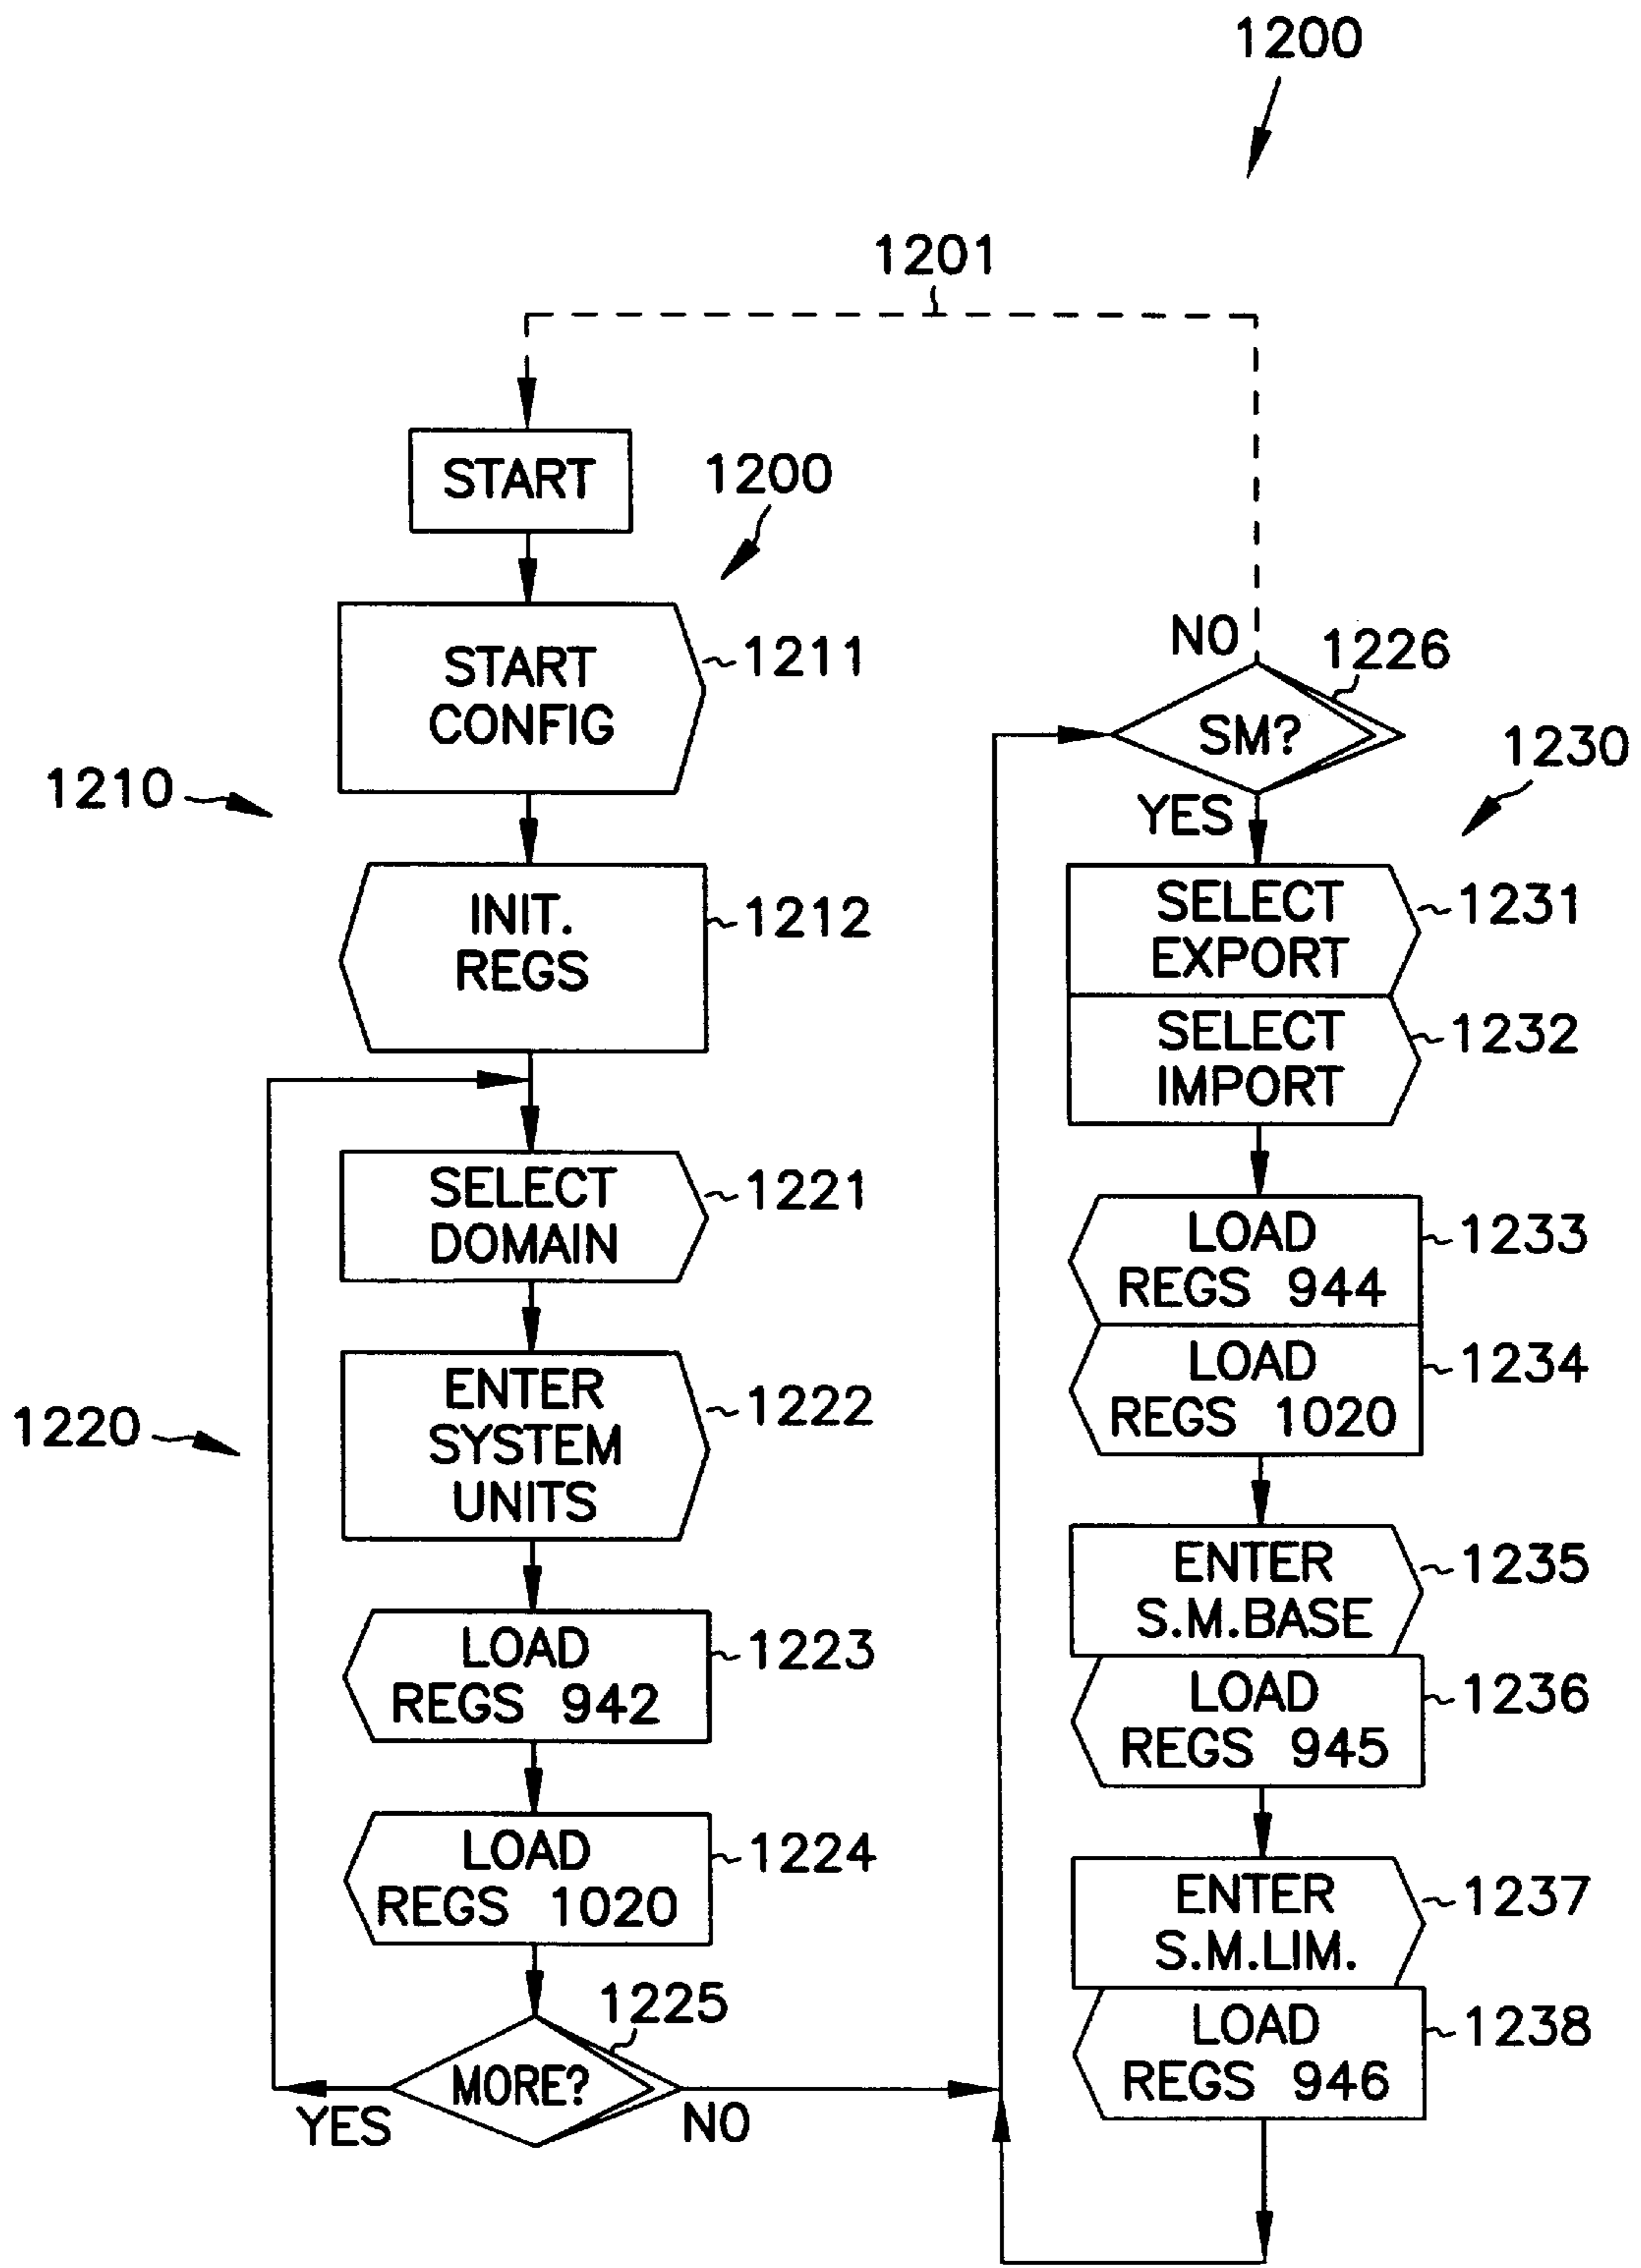 1200
1201
START
1200
START
CONFIG
1211
1210
INIT.
REGS
1212
SELECT
DOMAIN
1221
1220
ENTER
SYSTEM
UNITS
1222
LOAD
REGS 942
1223
LOAD
REGS 1020
1224
1225
MORE?
YES
NO
NO
1226
SM?
YES
1230
SELECT
EXPORT
1231
SELECT
IMPORT
1232
LOAD
REGS 944
1233
LOAD
REGS 1020
1234
ENTER
S.M.BASE
1235
LOAD
REGS 945
1236
ENTER
S.M.LIM.
1237
LOAD
REGS 946
1238